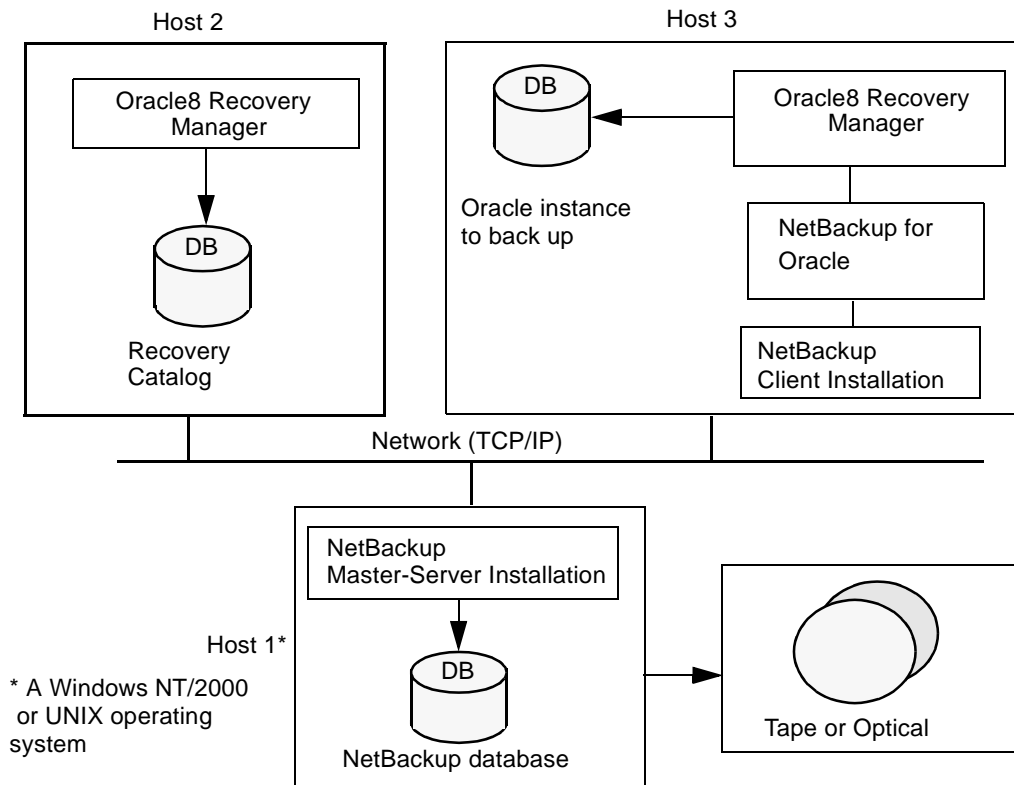 Host 2
Oracle8 Recovery
Manager
DB
Recovery
Catalog
Host 3
DB
Oracle instance
to back up
Oracle8 Recovery
Manager
NetBackup for
Oracle
NetBackup
Client Installation
Network (TCP/IP)
NetBackup
Master-Server Installation
Host 1*
DB
NetBackup database
* A Windows NT/2000
or UNIX operating
system
Tape or Optical